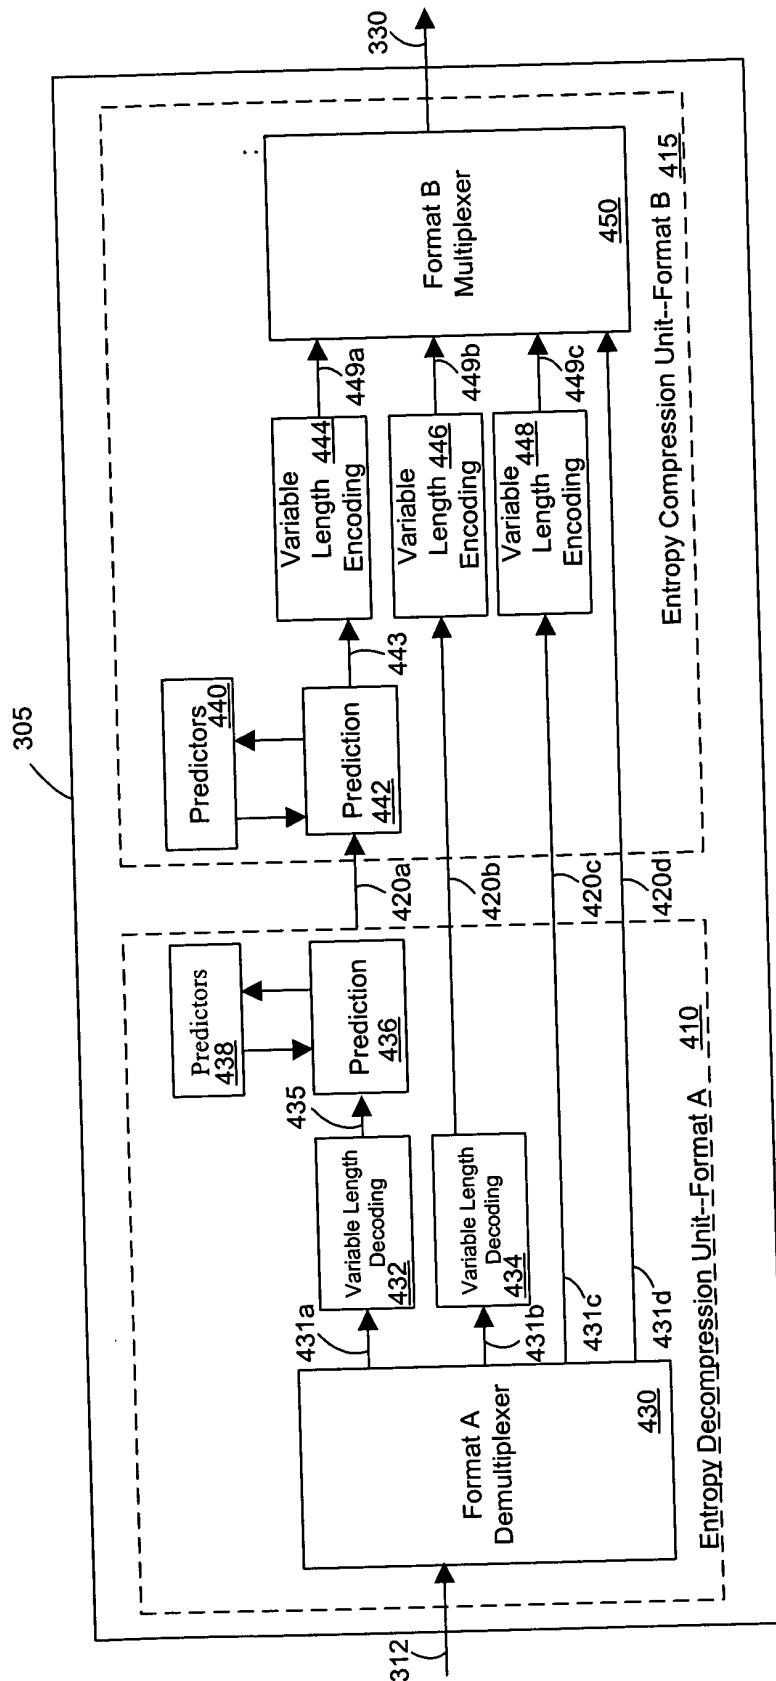 305
312
330
Format A
Demultiplexer
430
431a
431b
431c
431d
Variable Length
Decoding
432
Variable Length
Decoding
434
435
Prediction
436
Predictors
438
Entropy Decompression Unit--Format A
410
420a
420b
420c
420d
Predictors
440
Prediction
442
443
Variable
Length 444
Encoding
Variable
Length 446
Encoding
Variable
Length 448
Encoding
449a
449b
449c
Format B
Multiplexer
450
Entropy Compression Unit--Format B
415